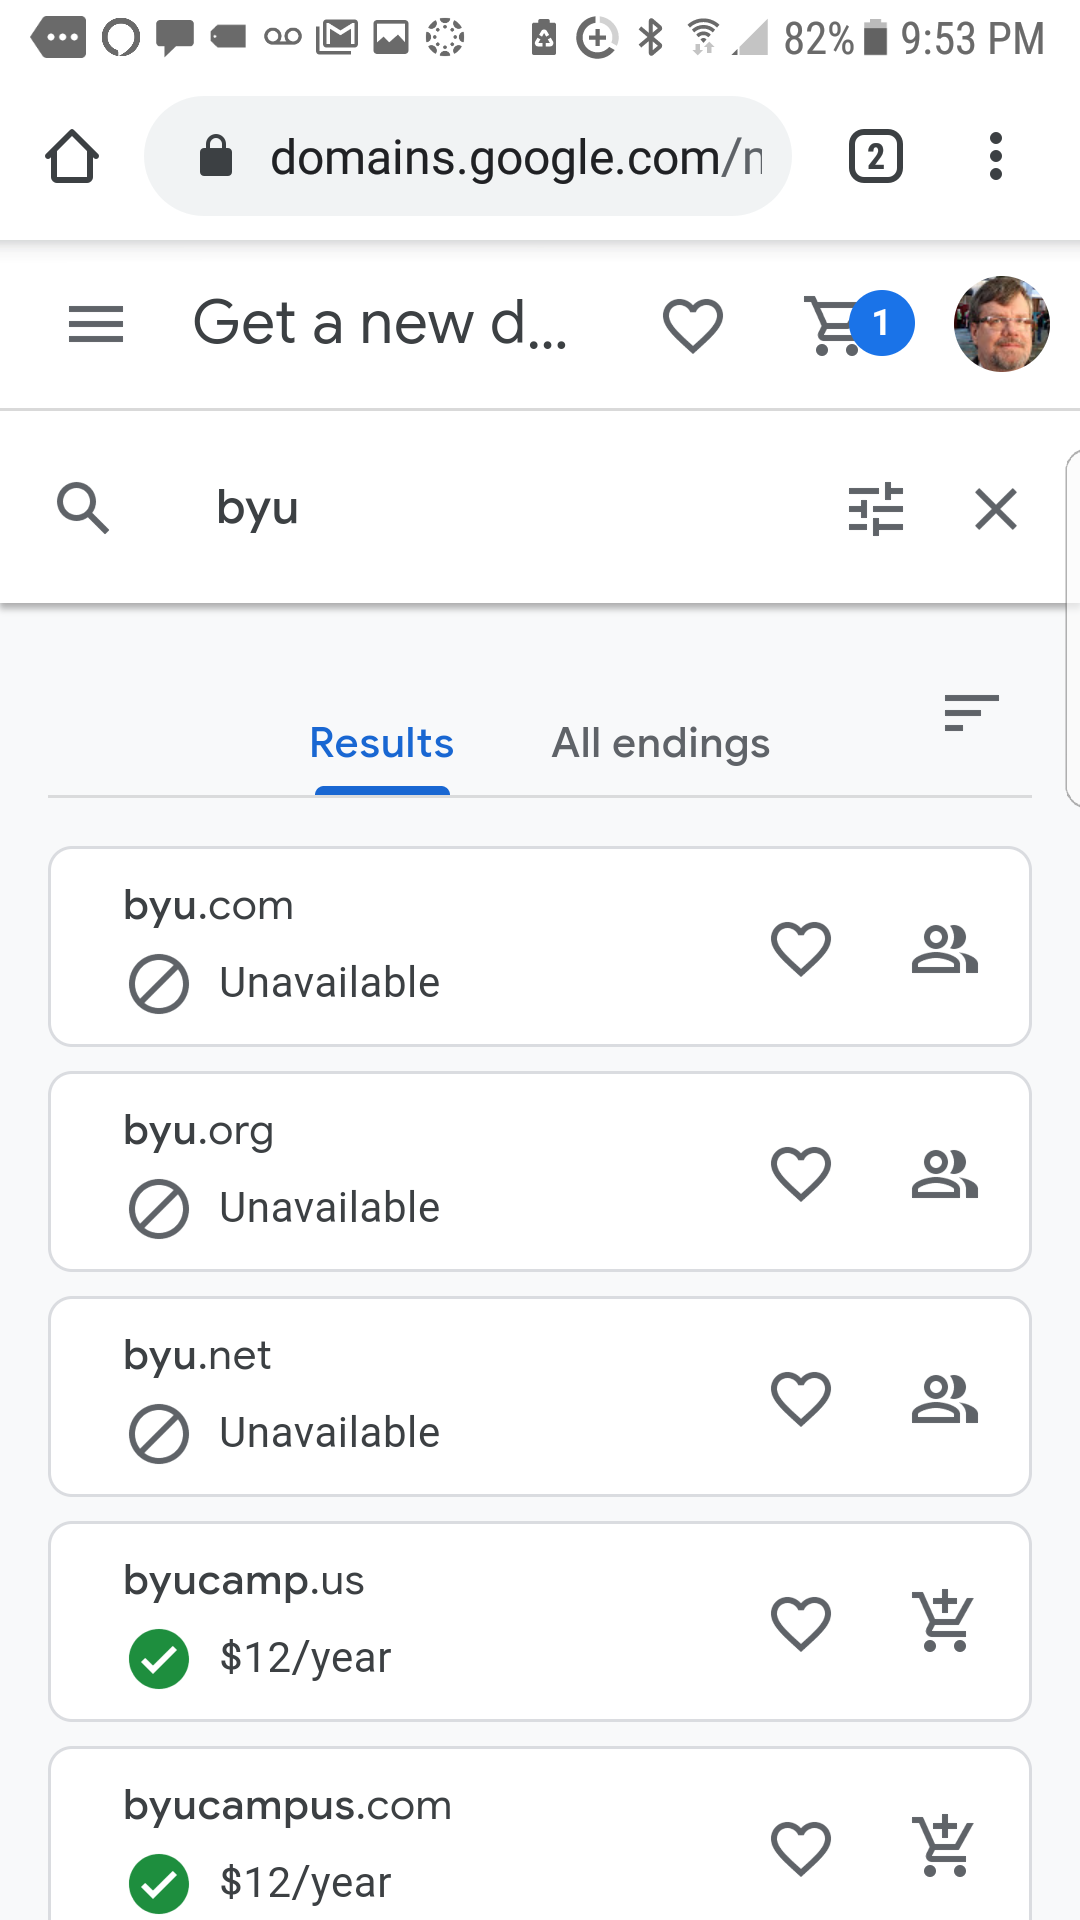 82% 9:53 PM
domains.google.com/n
2
Get a new d...
1
byu
Results All endings
byu.com
Unavailable
byu.org
Unavailable
byu.net
Unavailable
byucamp.us
$12/year
byucampus.com
$12/year